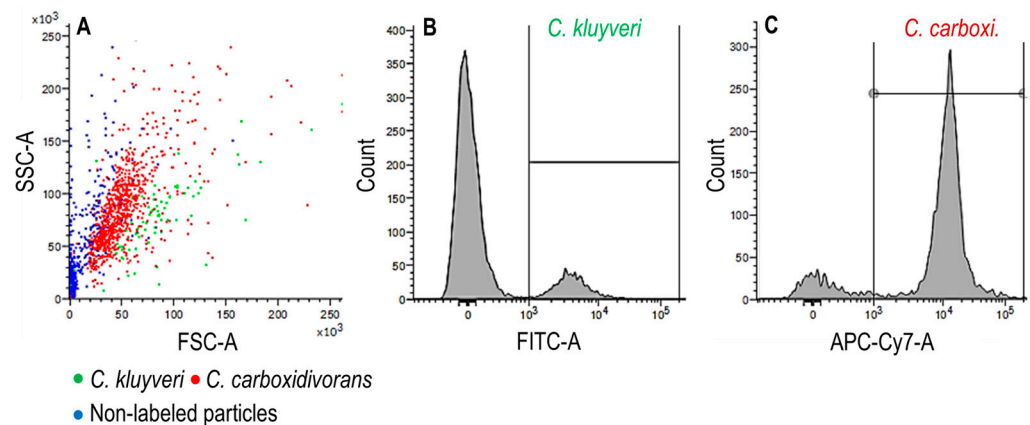 A
×10³
250
200
150
100
50
0
SSC-A
0 50 100 150 200 250
×10³
FSC-A
● C. kluyveri ● C. carboxidivorans
● Non-labeled particles
B
C. kluyveri
400
350
300
250
200
150
100
50
0
Count
0 10³ 10⁴ 10⁵
FITC-A
C
C. carboxi.
300
250
200
150
100
50
0
Count
0 10³ 10⁴ 10⁵
APC-Cy7-A